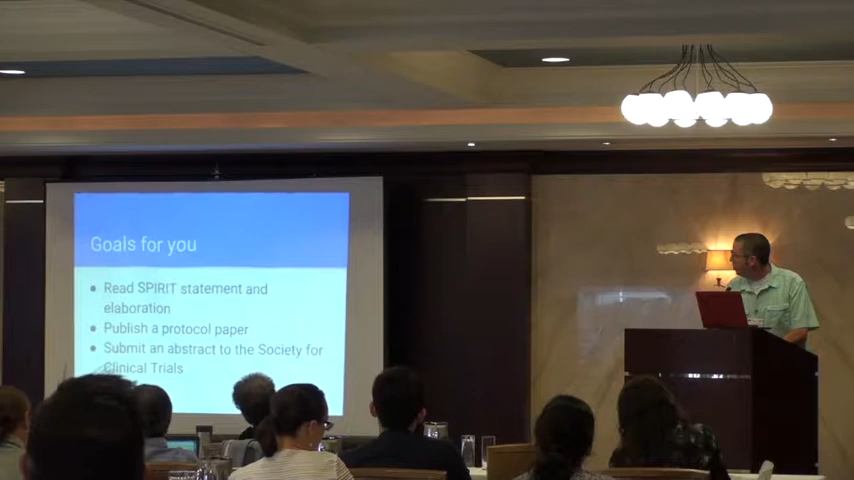 Goals for you
● Read SPIRIT statement and
elaboration
● Publish a protocol paper
● Submit an abstract to the Society for
Clinical Trials